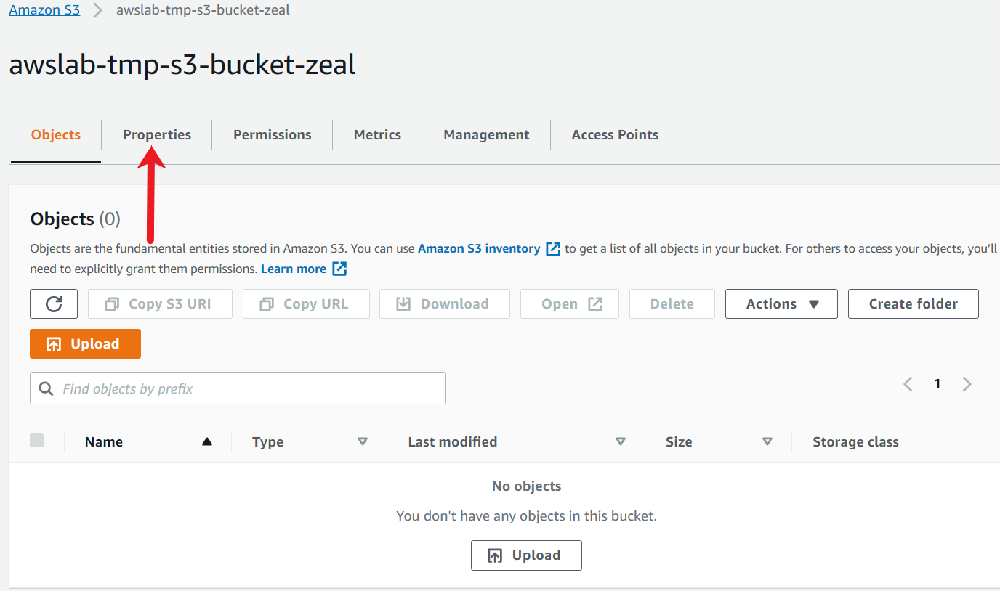 Amazon S3 awslab-tmp-s3-bucket-zeal
awslab-tmp-s3-bucket-zeal
Objects Properties Permissions Metrics Management Access Points
Objects (0)
Objects are the fundamental entities stored in Amazon S3. You can use Amazon S3 inventory to get a list of all objects in your bucket. For others to access your objects, you'll
need to explicitly grant them permissions. Learn more
Copy S3 URI Copy URL Download Open Delete Actions Create folder
Upload
Find objects by prefix 1
Name Type Last modified Size Storage class
No objects
You don't have any objects in this bucket.
Upload